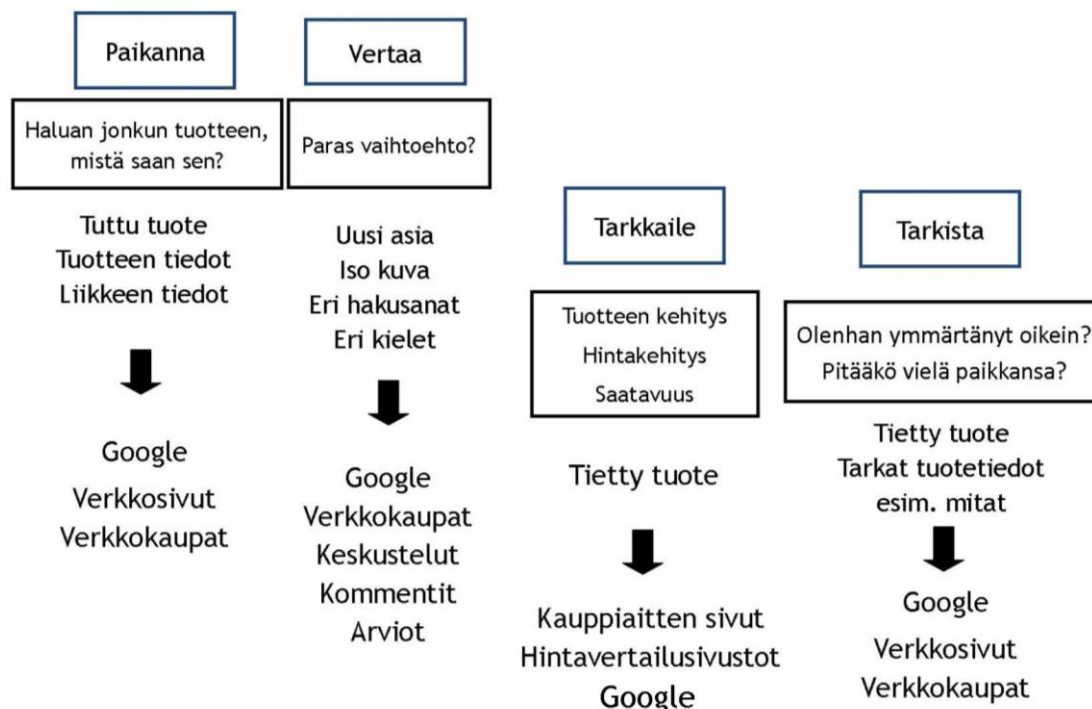 Paikanna
Haluan jonkun tuotteen,
mistä saan sen?
Tuttu tuote
Tuotteen tiedot
Liikkeen tiedot
Google
Verkkosivut
Verkkokaupat
Vertaa
Paras vaihtoehto?
Uusi asia
Iso kuva
Eri hakusanat
Eri kielet
Google
Verkkokaupat
Keskustelut
Kommentit
Arviot
Tarkkaile
Tuotteen kehitys
Hintakehitys
Saatavuus
Tietty tuote
Kauppiaitten sivut
Hintavertailusivustot
Google
Tarkista
Olenhan ymmärtänyt oikein?
Pitääkö vielä paikkansa?
Tietty tuote
Tarkat tuotetiedot
esim. mitat
Google
Verkkosivut
Verkkokaupat